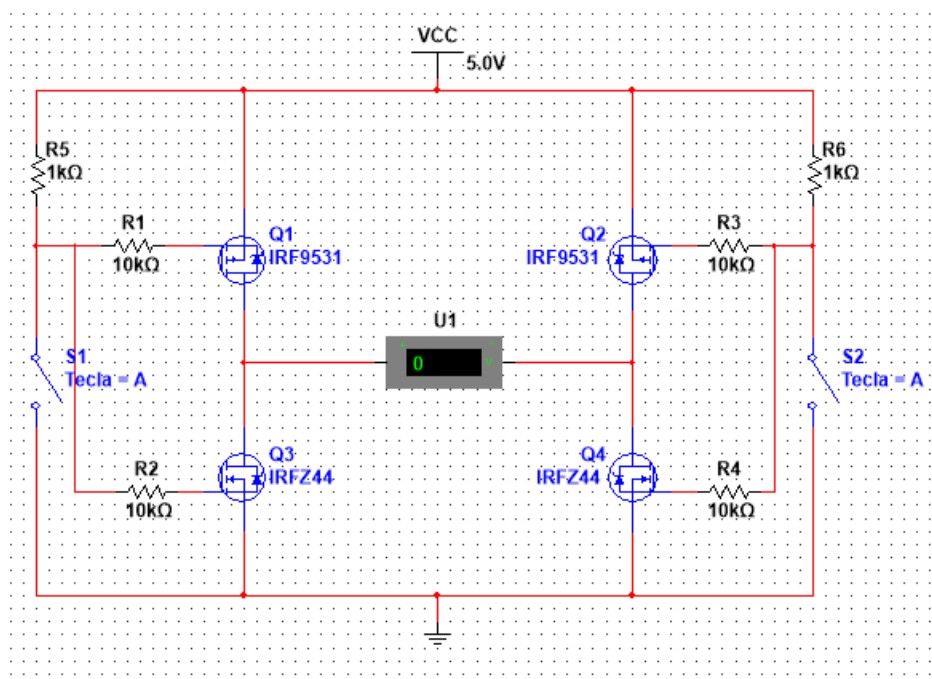 VCC
5.0V
R5
1kΩ
R6
1kΩ
R1
10kΩ
Q1
IRF9531
Q2
IRF9531
R3
10kΩ
U1
0
S1
Tecla = A
S2
Tecla = A
R2
10kΩ
Q3
IRFZ44
Q4
IRFZ44
R4
10kΩ